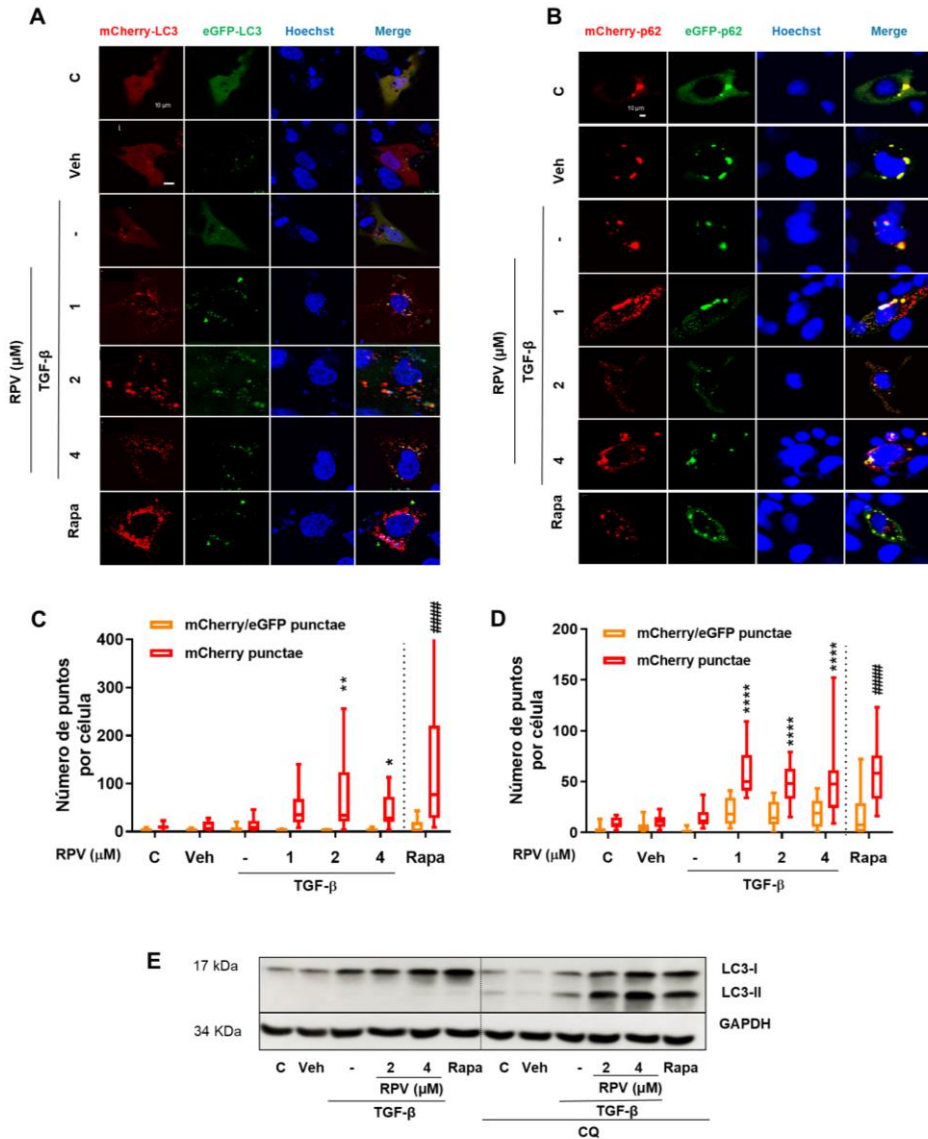 A
mCherry-LC3 eGFP-LC3 Hoechst Merge
C
10 µm
Veh
-
1
2
4
Rapa
RPV (µM)
TGF-β
B
mCherry-p62 eGFP-p62 Hoechst Merge
C
10 µm
Veh
-
1
2
4
Rapa
RPV (µM)
TGF-β
C
mCherry/eGFP punctae
mCherry punctae
Número de puntos
por célula
400
300
200
100
0
**
*
####
RPV (µM) C Veh - 1 2 4 Rapa
TGF-β
D
mCherry/eGFP punctae
mCherry punctae
Número de puntos
por célula
200
150
100
50
0
****
****
****
####
RPV (µM) C Veh - 1 2 4 Rapa
TGF-β
E
17 kDa
34 KDa
LC3-I
LC3-II
GAPDH
C Veh - 2 4 Rapa C Veh - 2 4 Rapa
RPV (µM) RPV (µM)
TGF-β TGF-β
CQ